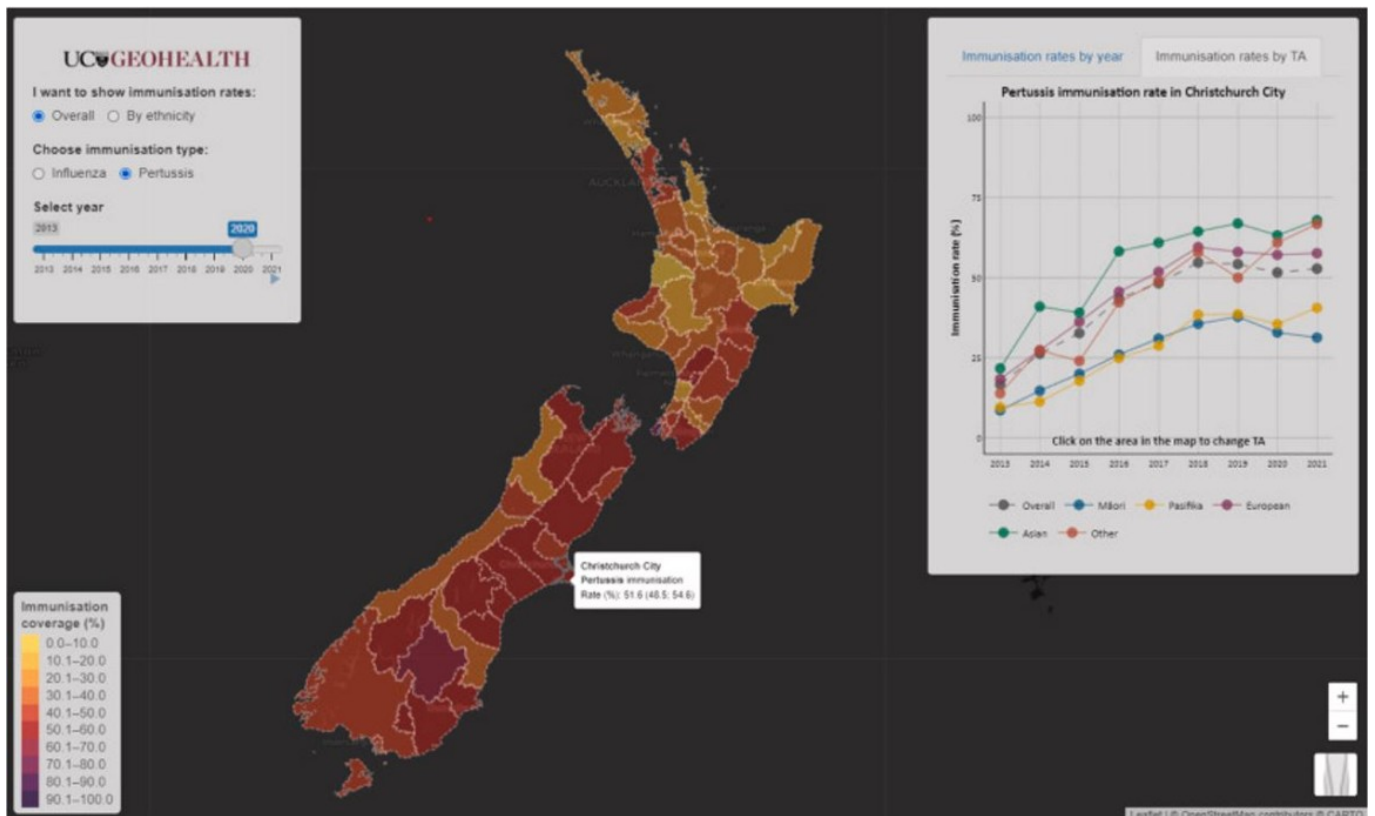 UC GEOHEALTH
I want to show immunisation rates:
Overall By ethnicity
Choose immunisation type:
Influenza Pertussis
Select year
2013 2020
2013 2014 2015 2016 2017 2018 2019 2020 2021
Immunisation rates by year Immunisation rates by TA
Pertussis immunisation rate in Christchurch City
Immunisation rate (%)
100
75
50
25
0
Click on the area in the map to change TA
2013 2014 2015 2016 2017 2018 2019 2020 2021
Overall Māori Pasifika European
Asian Other
AUCKLA
Christchurch City
Pertussis immunisation
Rate (%): 51.6 (48.5; 54.6)
Immunisation
coverage (%)
0.0–10.0
10.1–20.0
20.1–30.0
30.1–40.0
40.1–50.0
50.1–60.0
60.1–70.0
70.1–80.0
80.1–90.0
90.1–100.0
+
−
Leaflet | © OpenStreetMap contributors © CARTO